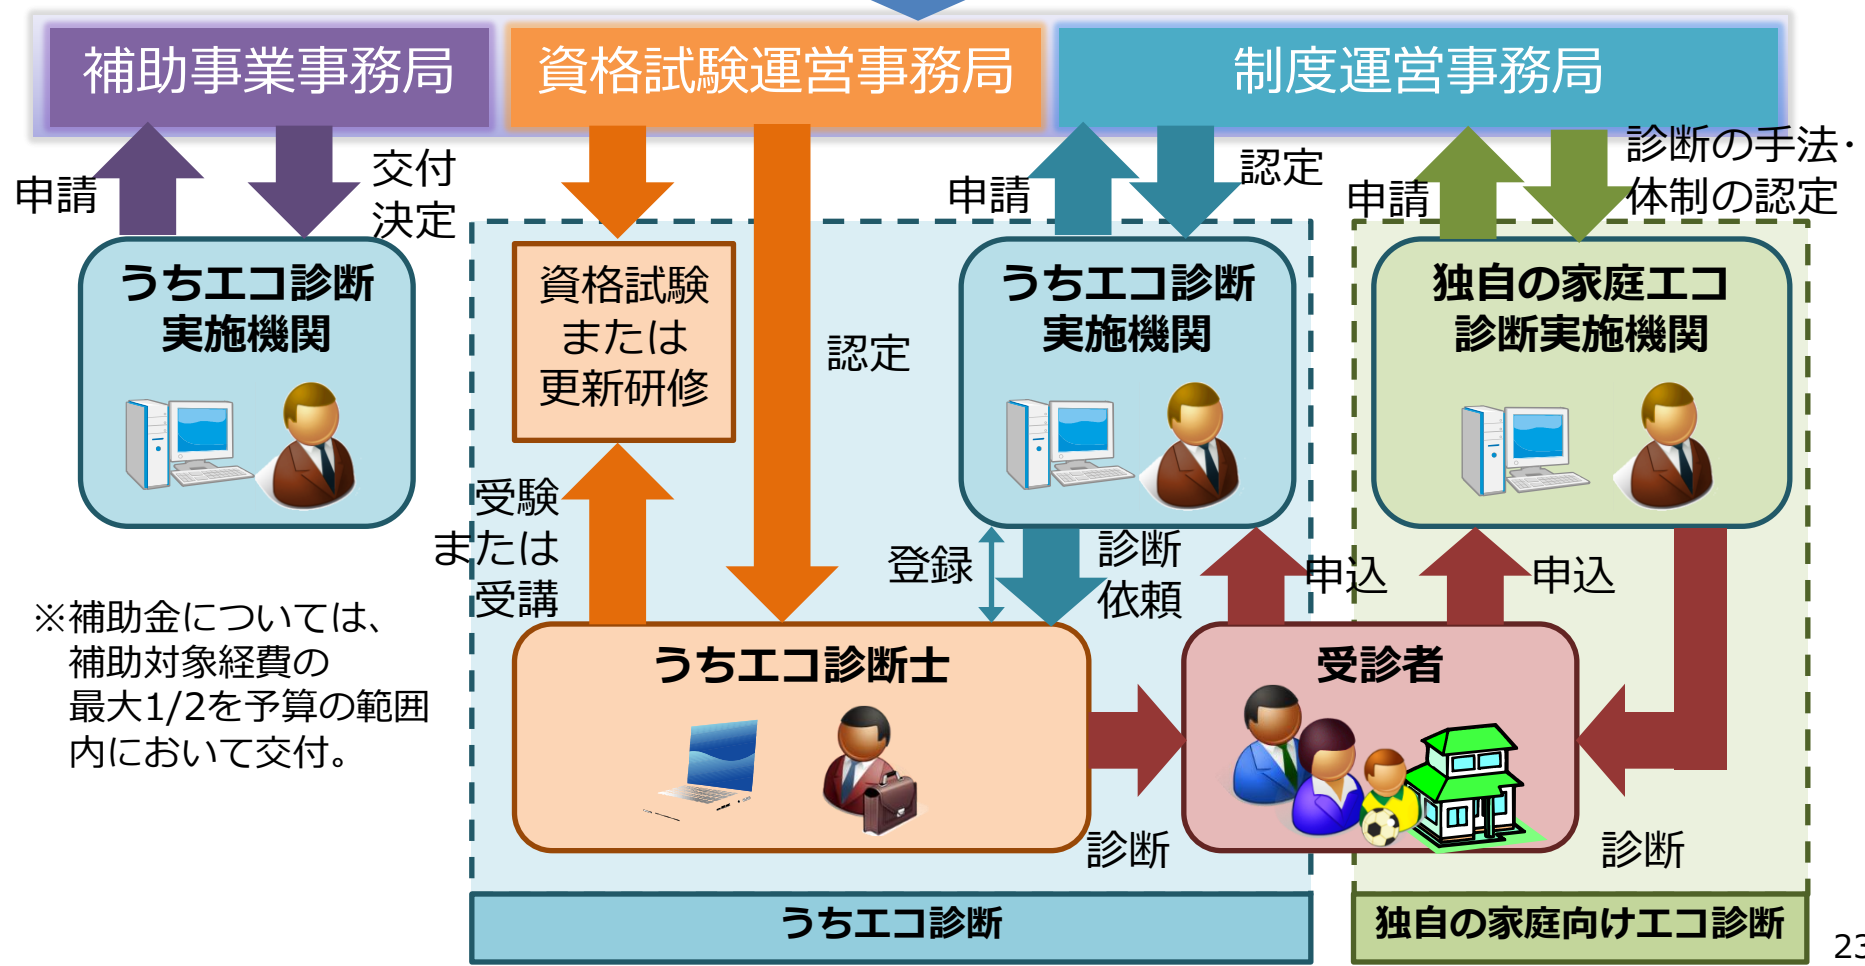 補助事業事務局
資格試験運営事務局
制度運営事務局
申請
交付
決定
申請
認定
申請
診断の手法・
体制の認定
うちエコ診断
実施機関
資格試験
または
更新研修
認定
うちエコ診断
実施機関
独自の家庭エコ
診断実施機関
受験
または
受講
登録
診断
依頼
申込
申込
※補助金については、
補助対象経費の
最大1/2を予算の範囲
内において交付。
うちエコ診断士
受診者
診断
診断
うちエコ診断
独自の家庭向けエコ診断
23